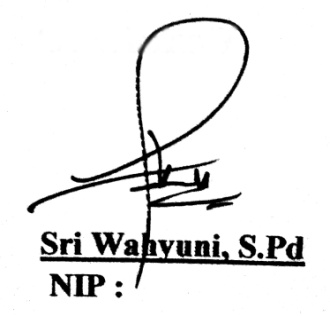 Sri Wahyuni, S.Pd
NIP :